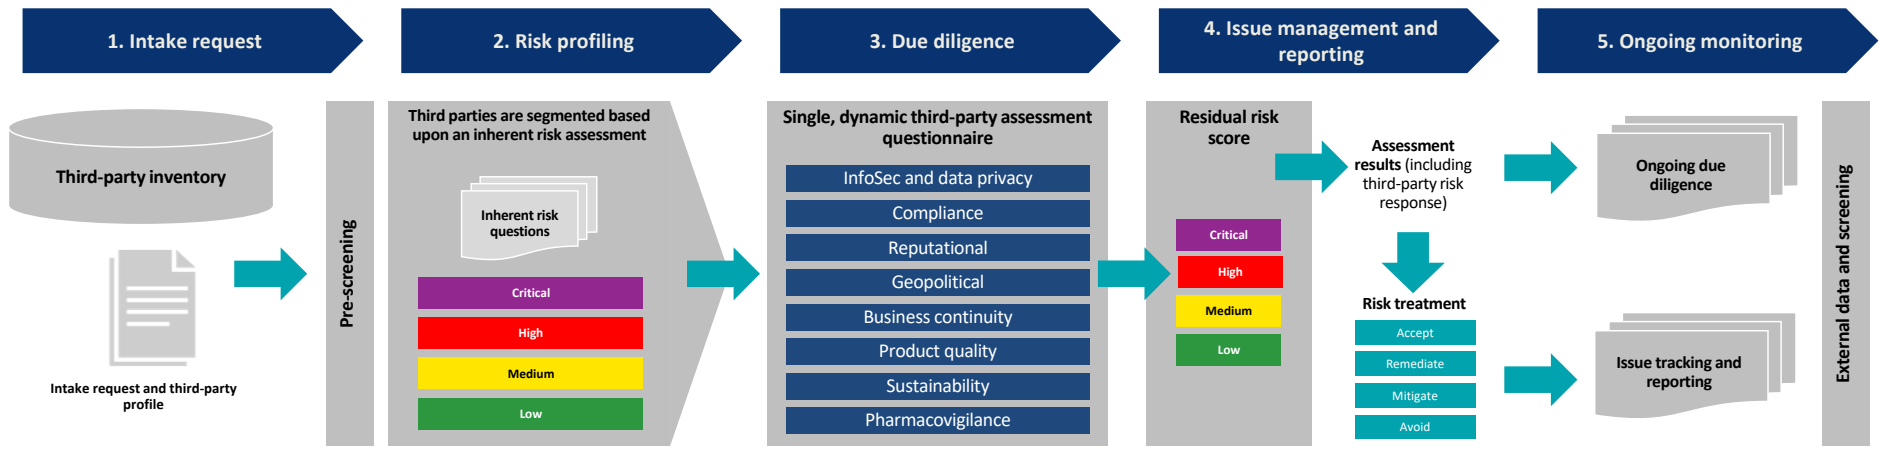 1. Intake request
2. Risk profiling
3. Due diligence
4. Issue management and
reporting
5. Ongoing monitoring
Third-party inventory
Intake request and third-party
profile
Pre-screening
Third parties are segmented based
upon an inherent risk assessment
Inherent risk
questions
Critical
High
Medium
Low
Single, dynamic third-party assessment
questionnaire
InfoSec and data privacy
Compliance
Reputational
Geopolitical
Business continuity
Product quality
Sustainability
Pharmacovigilance
Residual risk
score
Critical
High
Medium
Low
Assessment
results (including
third-party risk
response)
Risk treatment
Accept
Remediate
Mitigate
Avoid
Ongoing due
diligence
Issue tracking and
reporting
External data and screening